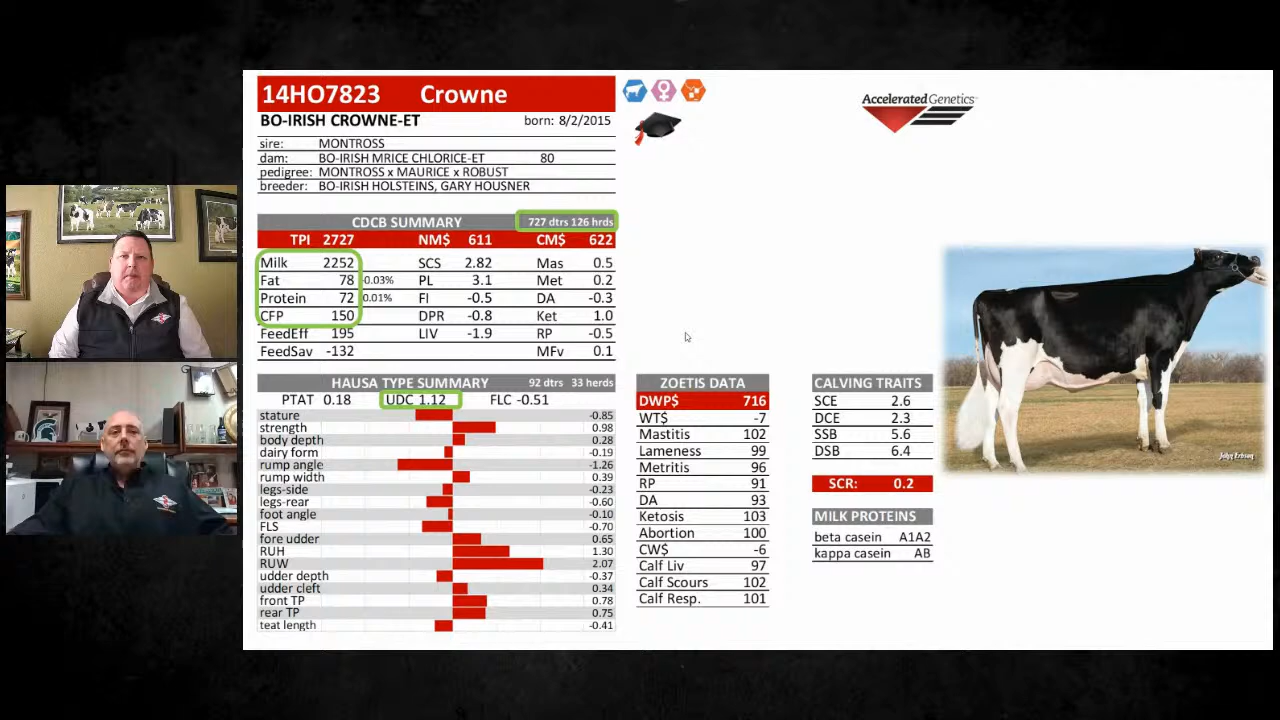 14HO7823 Crowne
BO-IRISH CROWNE-ET born: 8/2/2015
sire: MONTROSS
dam: BO-IRISH MRICE CHLORICE-ET 80
pedigree: MONTROSS x MAURICE x ROBUST
breeder: BO-IRISH HOLSTEINS, GARY HOUSNER
CDCB SUMMARY 727 dtrs 126 hrds
TPI 2727 NM$ 611 CM$ 622
Milk 2252 SCS 2.82 Mas 0.5
Fat 78 -0.03% PL 3.1 Met 0.2
Protein 72 0.01% FI -0.5 DA -0.3
CFP 150 DPR -0.8 Ket 1.0
FeedEff 195 LIV -1.9 RP -0.5
FeedSav -132 MFv 0.1
HAUSA TYPE SUMMARY 92 dtrs 33 herds
PTAT 0.18 UDC 1.12 FLC -0.51
stature -0.85
strength 0.98
body depth 0.28
dairy form -0.19
rump angle -1.26
rump width 0.39
legs-side -0.23
legs-rear -0.60
foot angle -0.10
FLS -0.70
fore udder 0.65
RUH 1.30
RUW 2.07
udder depth -0.37
udder cleft 0.34
front TP 0.78
rear TP 0.75
teat length -0.41
ZOETIS DATA
DWP$ 716
WT$ -7
Mastitis 102
Lameness 99
Metritis 96
RP 91
DA 93
Ketosis 103
Abortion 100
CW$ -6
Calf Liv 97
Calf Scours 102
Calf Resp. 101
Accelerated Genetics
CALVING TRAITS
SCE 2.6
DCE 2.3
SSB 5.6
DSB 6.4
SCR: 0.2
MILK PROTEINS
beta casein A1A2
kappa casein AB